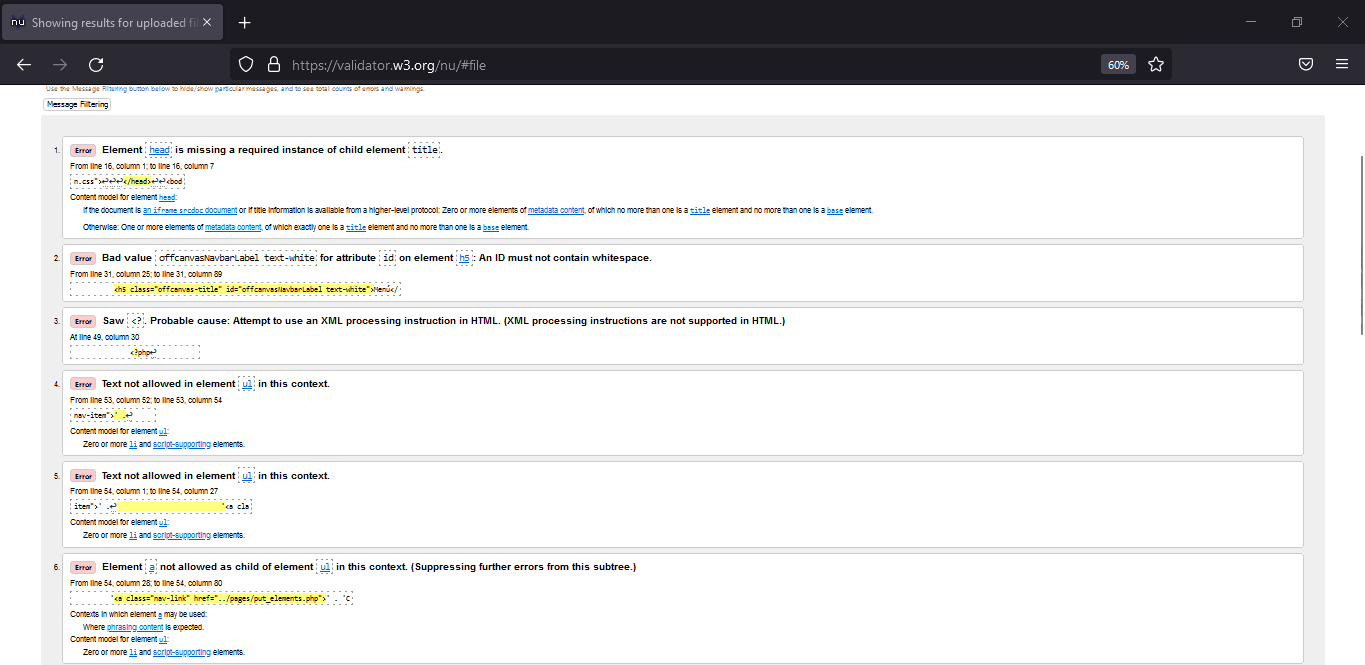 nu Showing results for uploaded fi
https://validator.w3.org/nu/#file 60%
Use the Message Filtering button below to hide/show particular messages, and to see total counts of errors and warnings.
Message Filtering
1. Error Element head is missing a required instance of child element title.
From line 16, column 1; to line 16, column 7
n.css">↩↩↩</head>↩↩<bod
Content model for element head:
If the document is an iframe srcdoc document or if title information is available from a higher-level protocol: Zero or more elements of metadata content, of which no more than one is a title element and no more than one is a base element.
Otherwise: One or more elements of metadata content, of which exactly one is a title element and no more than one is a base element.
2. Error Bad value offcanvasNavbarLabel text-white for attribute id on element h5: An ID must not contain whitespace.
From line 31, column 25; to line 31, column 89
<h5 class="offcanvas-title" id="offcanvasNavbarLabel text-white">Menú</
3. Error Saw <?. Probable cause: Attempt to use an XML processing instruction in HTML. (XML processing instructions are not supported in HTML.)
At line 49, column 30
<?php↩
4. Error Text not allowed in element ul in this context.
From line 53, column 52; to line 53, column 54
nav-item">' .↩
Content model for element ul:
Zero or more li and script-supporting elements.
5. Error Text not allowed in element ul in this context.
From line 54, column 1; to line 54, column 27
item">' .↩ '<a cla
Content model for element ul:
Zero or more li and script-supporting elements.
6. Error Element a not allowed as child of element ul in this context. (Suppressing further errors from this subtree.)
From line 54, column 28; to line 54, column 80
'<a class="nav-link" href="../pages/put_elements.php">' . 'C
Contexts in which element a may be used:
Where phrasing content is expected.
Content model for element ul:
Zero or more li and script-supporting elements.